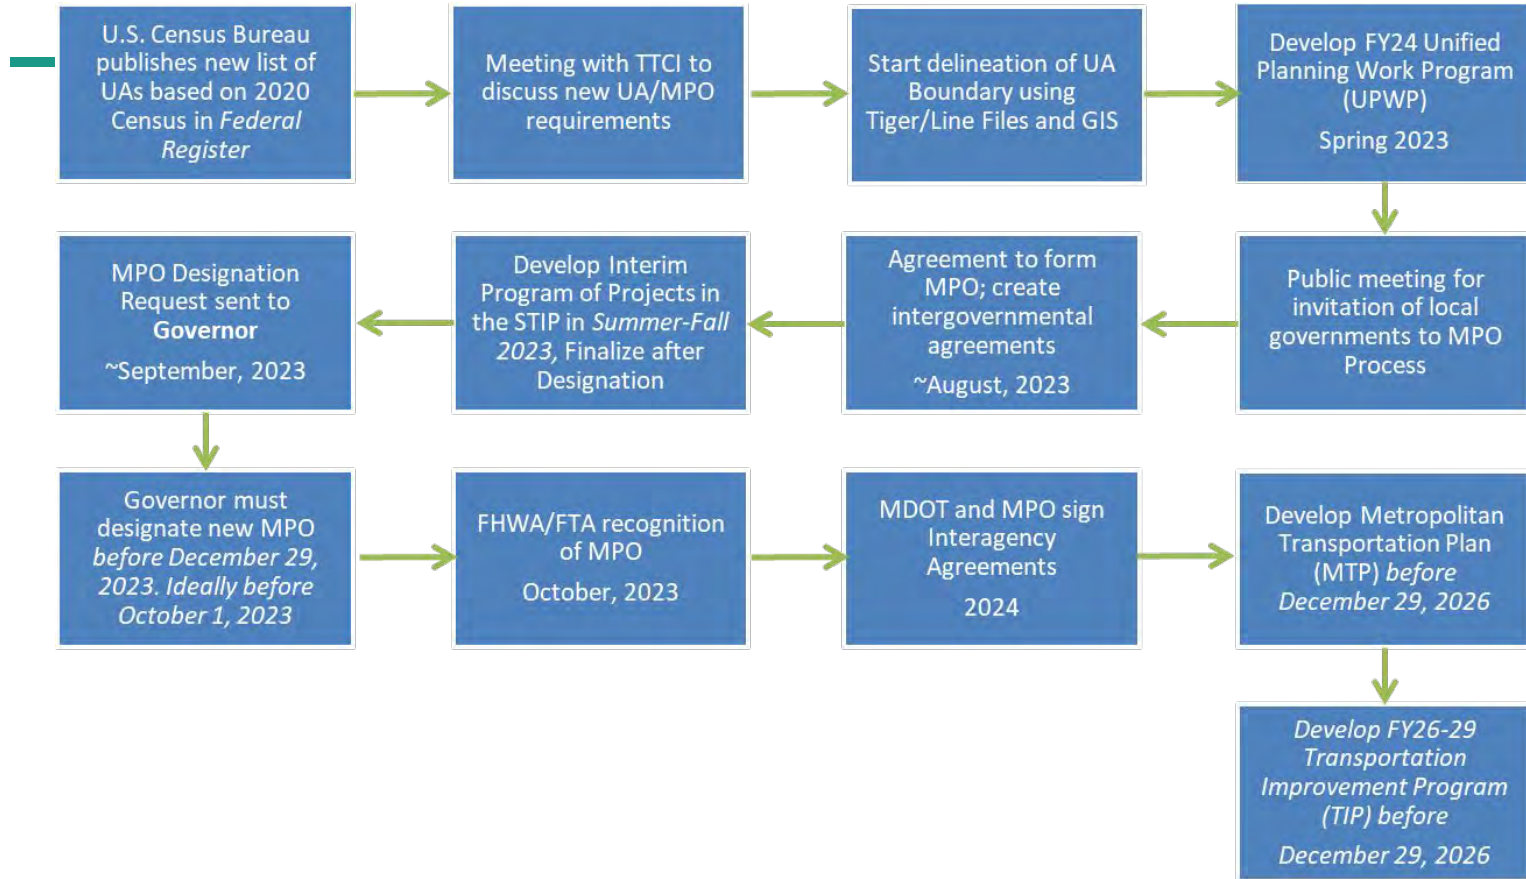 U.S. Census Bureau
publishes new list of
UAs based on 2020
Census in Federal
Register
Meeting with TTCI to
discuss new UA/MPO
requirements
Start delineation of UA
Boundary using
Tiger/Line Files and GIS
Develop FY24 Unified
Planning Work Program
(UPWP)
Spring 2023
Public meeting for
invitation of local
governments to MPO
Process
Agreement to form
MPO; create
intergovernmental
agreements
~August, 2023
Develop Interim
Program of Projects in
the STIP in Summer-Fall
2023, Finalize after
Designation
MPO Designation
Request sent to
Governor
~September, 2023
Governor must
designate new MPO
before December 29,
2023. Ideally before
October 1, 2023
FHWA/FTA recognition
of MPO
October, 2023
MDOT and MPO sign
Interagency
Agreements
2024
Develop Metropolitan
Transportation Plan
(MTP) before
December 29, 2026
Develop FY26-29
Transportation
Improvement Program
(TIP) before
December 29, 2026